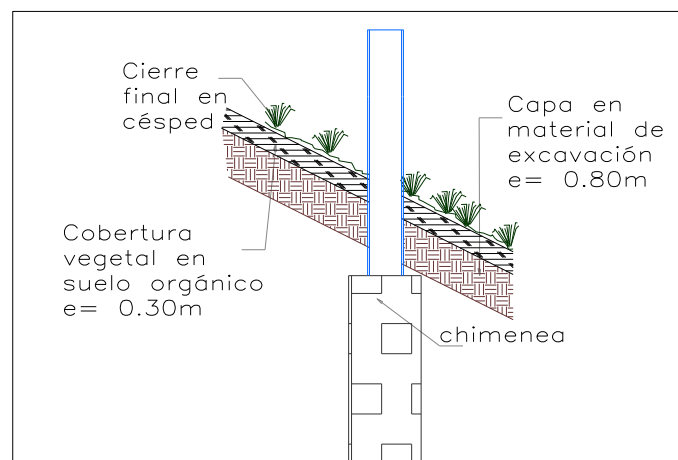 Cierre
final en
césped
Capa en
material de
excavación
e= 0.80m
Cobertura
vegetal en
suelo orgánico
e= 0.30m
chimenea